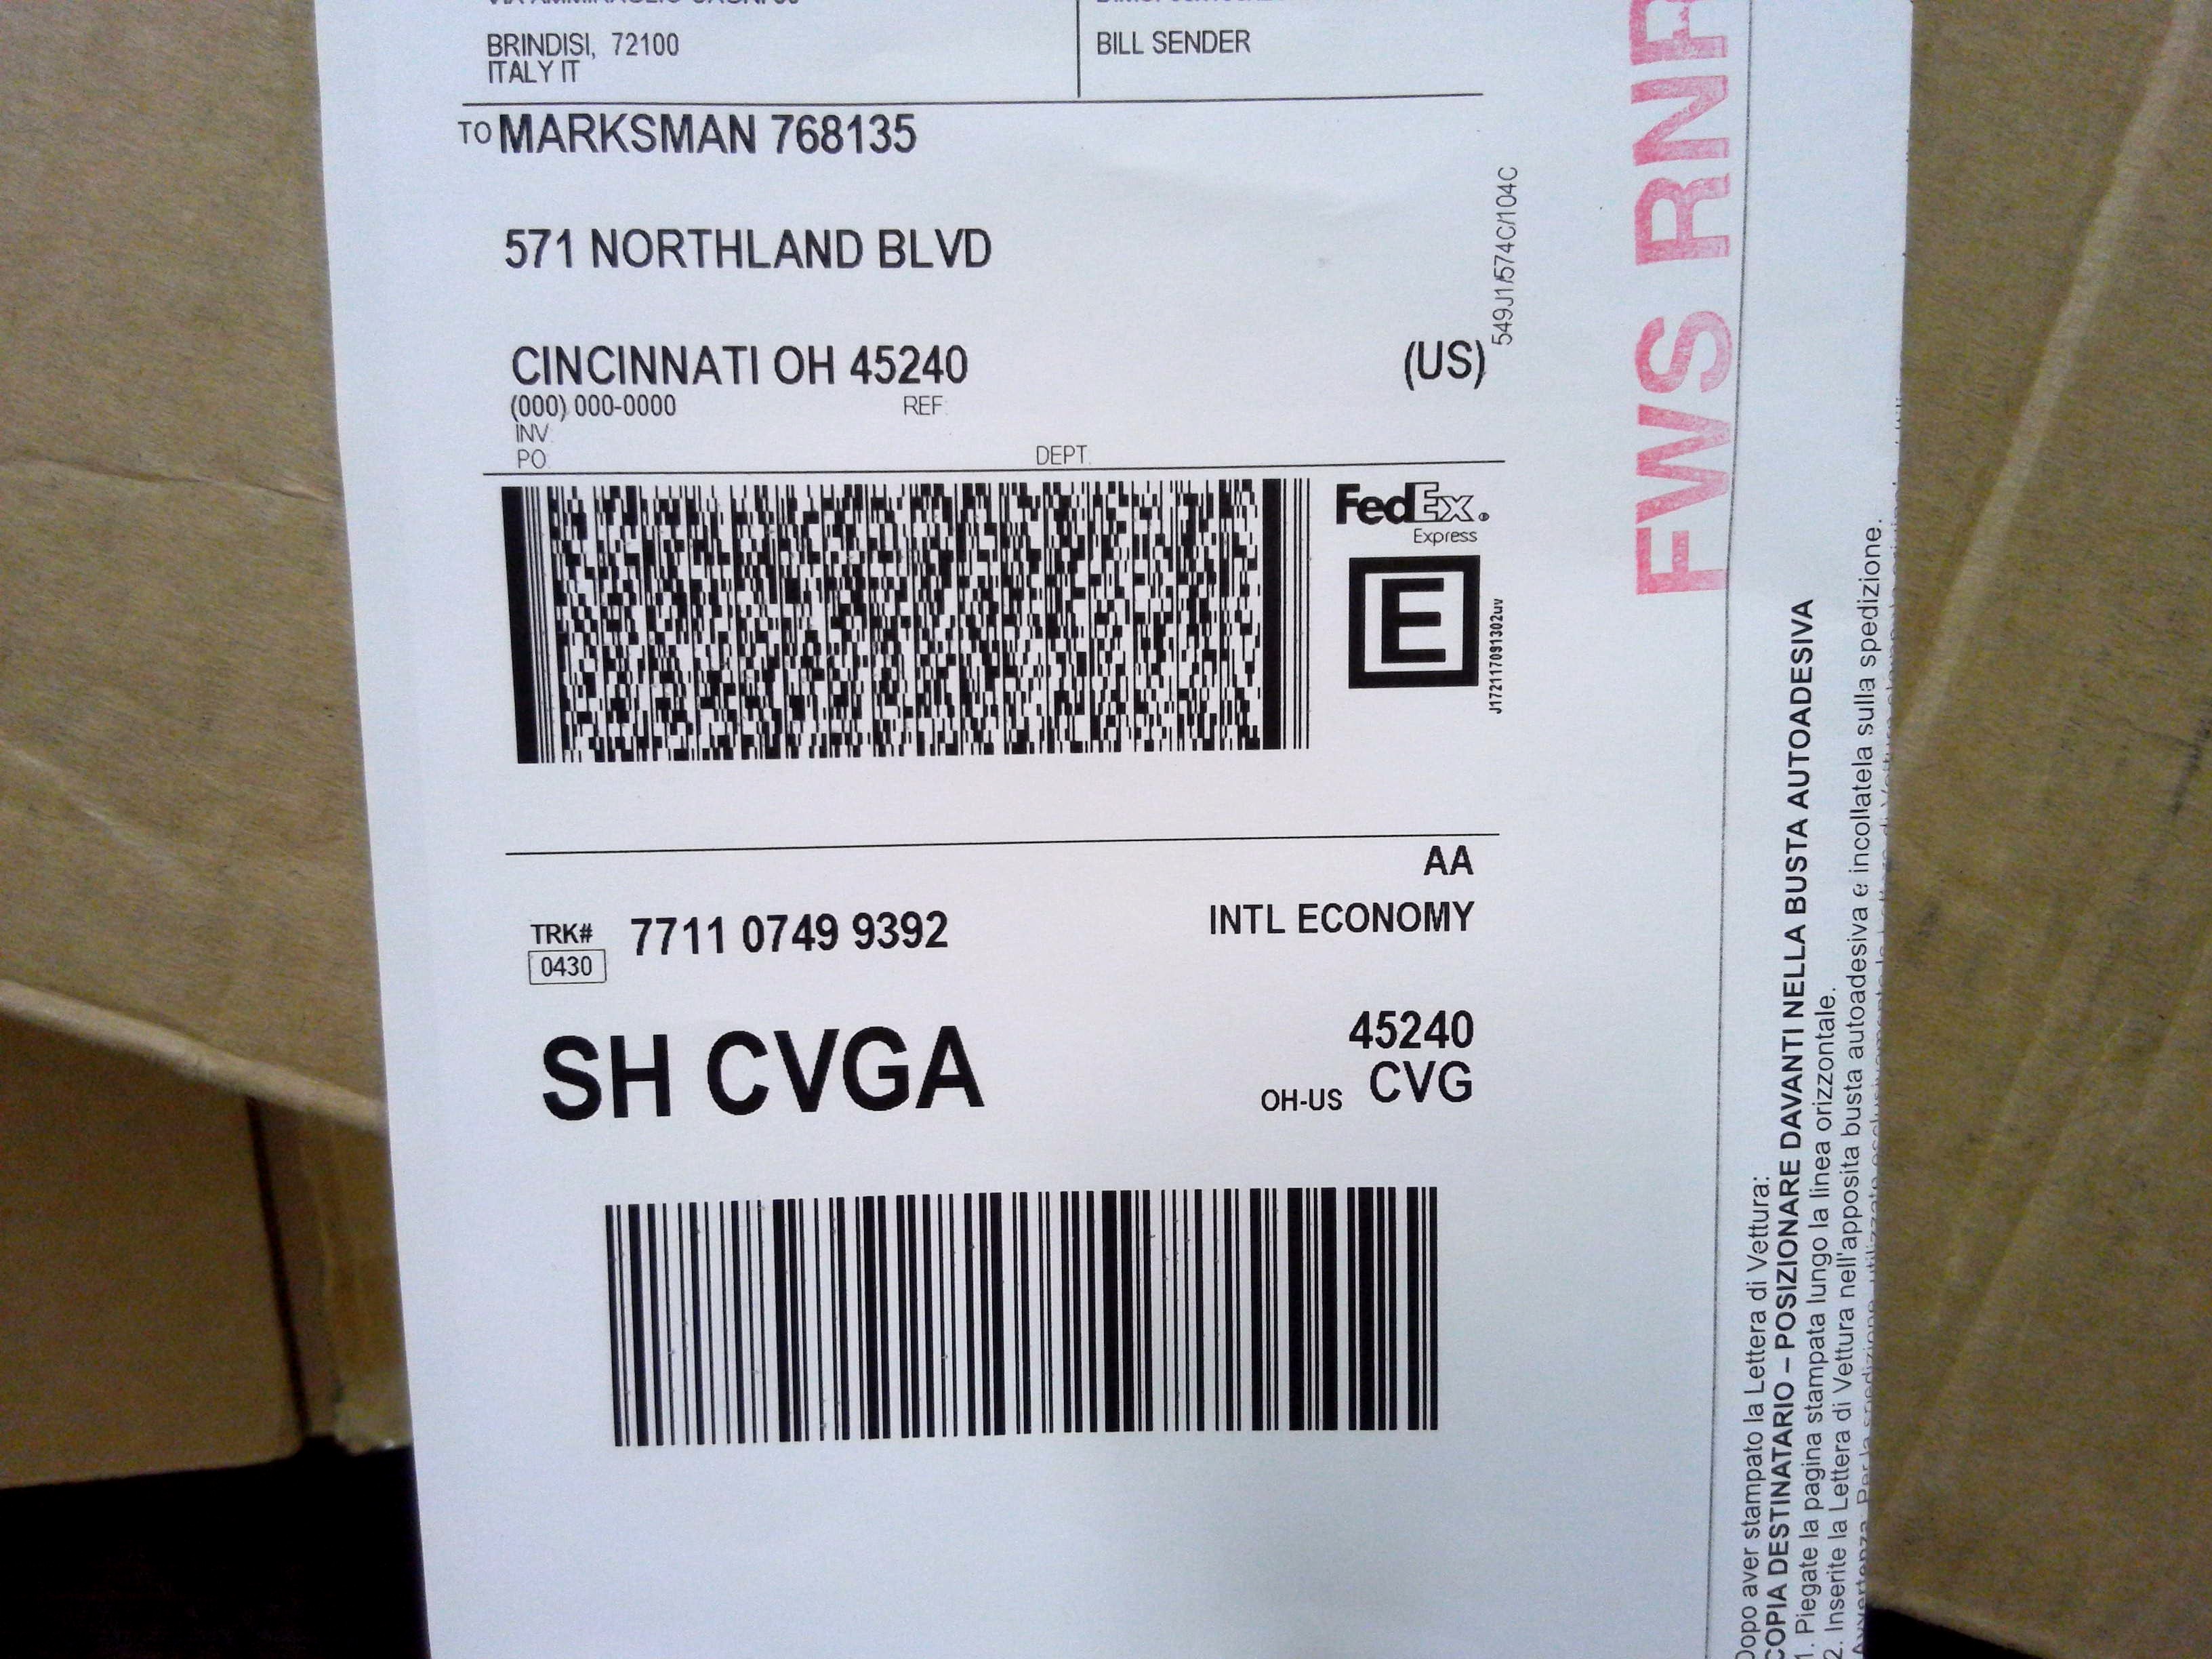 BRINDISI, 72100
ITALY IT
BILL SENDER
TO MARKSMAN 768135
571 NORTHLAND BLVD
CINCINNATI OH 45240
(US)
(000) 000-0000
REF:
INV:
PO:
DEPT:
549J1/574C/104C
FedEx®
Express
E
J172117091302uv
AA
TRK# 7711 0749 9392
0430
INTL ECONOMY
SH CVGA
45240
OH-US CVG
FWS RNF
Dopo aver stampato la Lettera di Vettura:
COPIA DESTINATARIO – POSIZIONARE DAVANTI NELLA BUSTA AUTOADESIVA
1. Piegate la pagina stampata lungo la linea orizzontale.
2. Inserite la Lettera di Vettura nell'apposita busta autoadesiva e incollatela sulla spedizione.